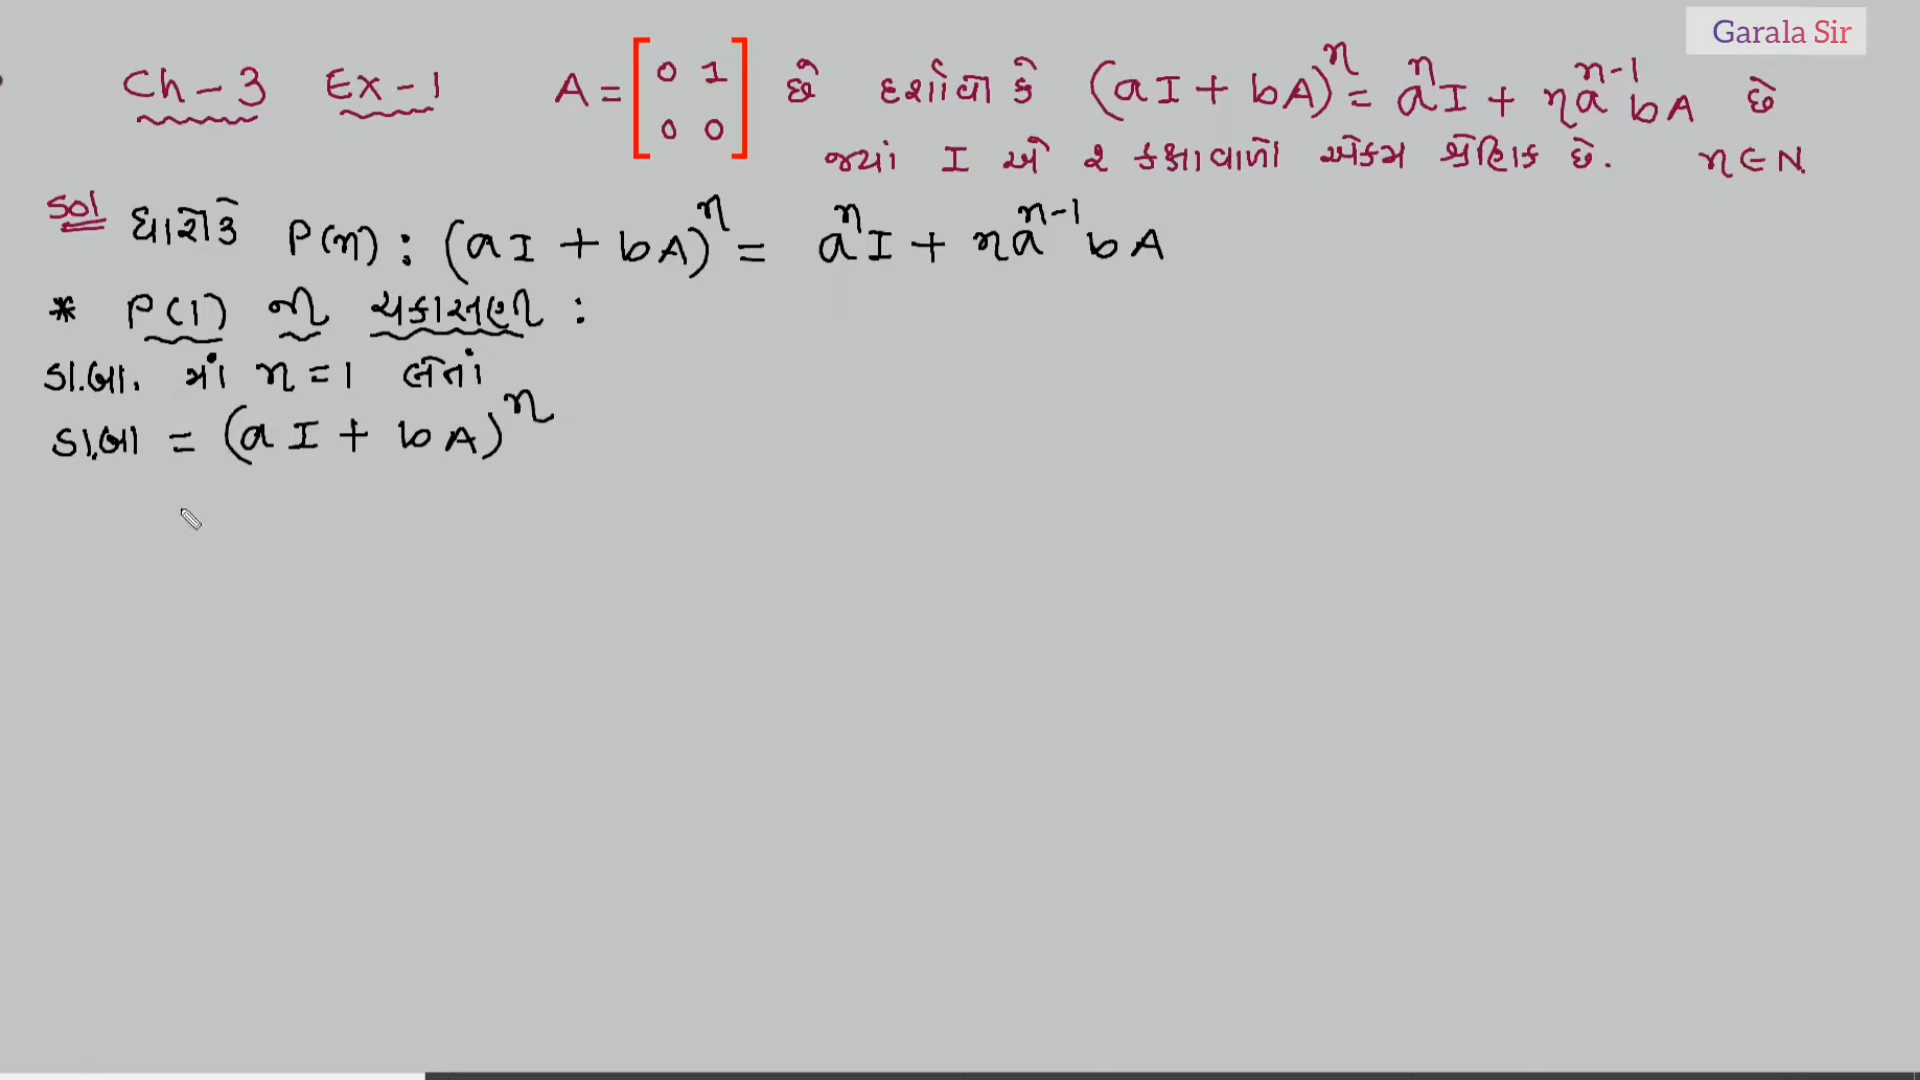 Garala Sir
Ch-3 Ex-1 A = [0 1 છે દર્શાવો કે (aI + bA)^n = a^n I + n a^(n-1) bA છે
0 0]
જ્યાં I એ ૨ કક્ષાવાળો એકમ શ્રેણિક છે. n ∈ N
Sol ધારોકે P(n) : (aI + bA)^n = a^n I + n a^(n-1) bA
* P(1) ની ચકાસણી :
ડા.બા. માં n = 1 લેતાં
ડા.બા = (aI + bA)^n